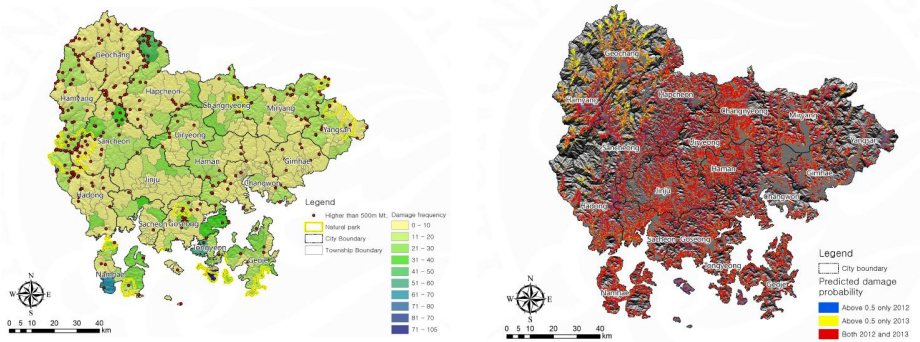 Geochang
Hamyang
Hapcheon
Changnyeong
Miryang
Yangsan
Sancheon
Uiryeong
Haman
Gimhae
Jinju
Changwon
Hadong
Sacheon Goseong
Tongyeon
Geoje
Namhae
Legend
Higher than 500m Mt.
Natural park
City Boundary
Township Boundary
Damage frequency
0 - 10
11 - 20
21 - 30
31 - 40
41 - 50
51 - 60
61 - 70
71 - 80
81 - 70
71 - 105
N
W E
S
0 5 10 20 30 40
km
Geochang
Hamyang
Hapcheon
Changnyeong
Miryang
Yangsan
Sancheong
Uiryeong
Haman
Gimhae
Jinju
Changwon
Hadong
Sacheon Goseong
Tongyeong
Geoje
Namhae
Legend
City boundary
Predicted damage
probability
Above 0.5 only 2012
Above 0.5 only 2013
Both 2012 and 2013
N
W E
S
0 5 10 20 30 40
km